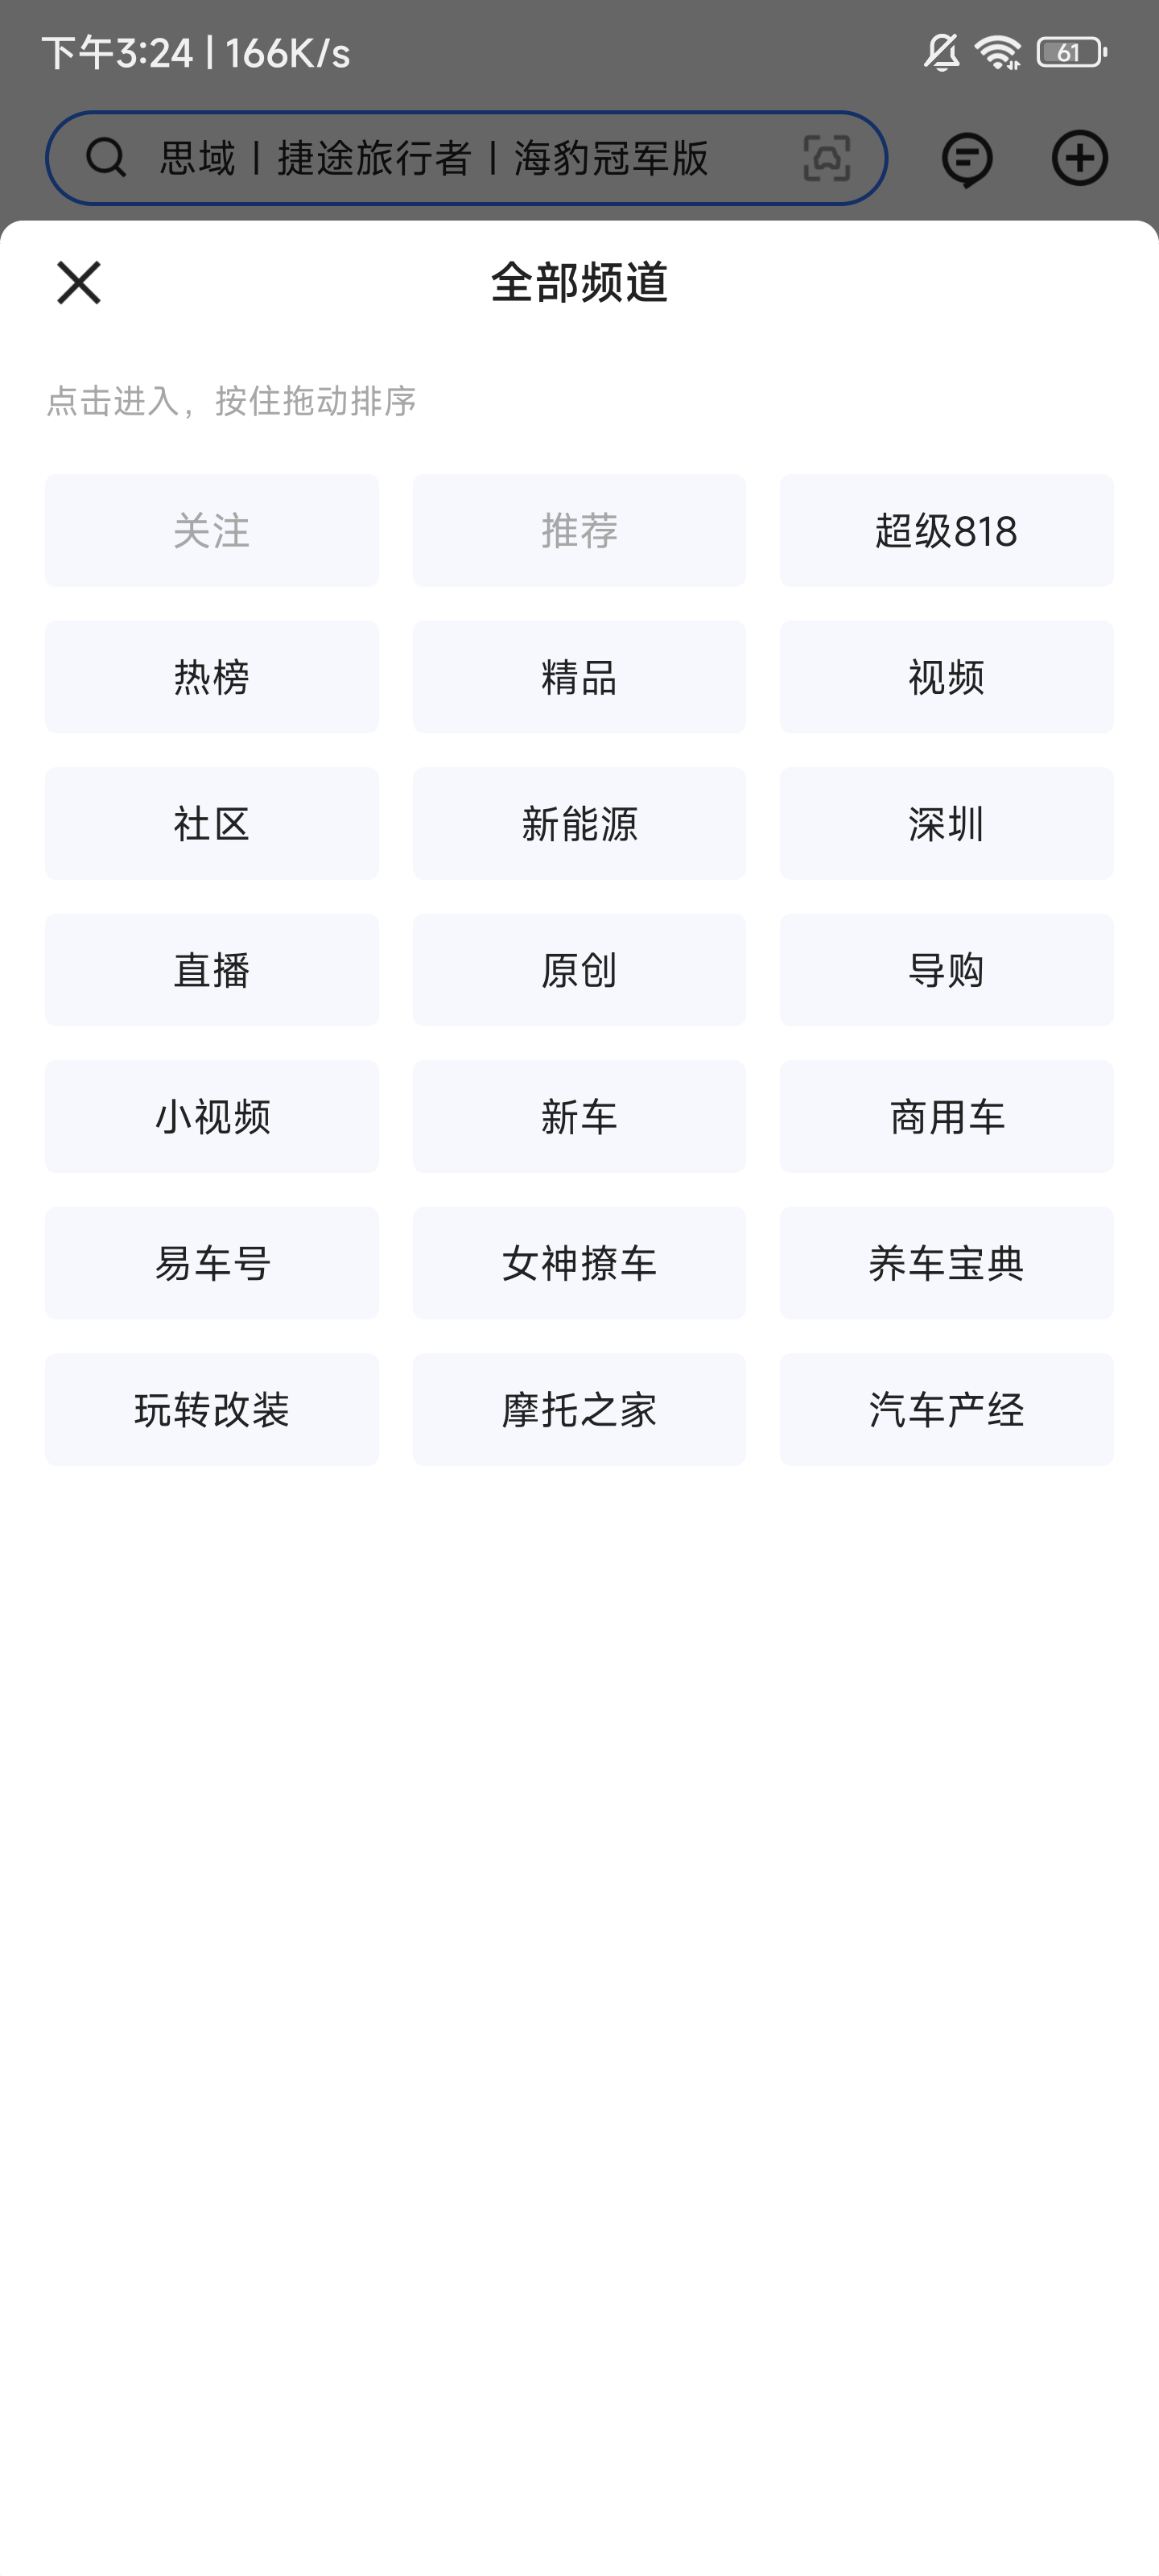 下午3:24 | 166K/s
61
思域丨捷途旅行者丨海豹冠军版
全部频道
点击进入，按住拖动排序
关注 推荐 超级818
热榜 精品 视频
社区 新能源 深圳
直播 原创 导购
小视频 新车 商用车
易车号 女神撩车 养车宝典
玩转改装 摩托之家 汽车产经